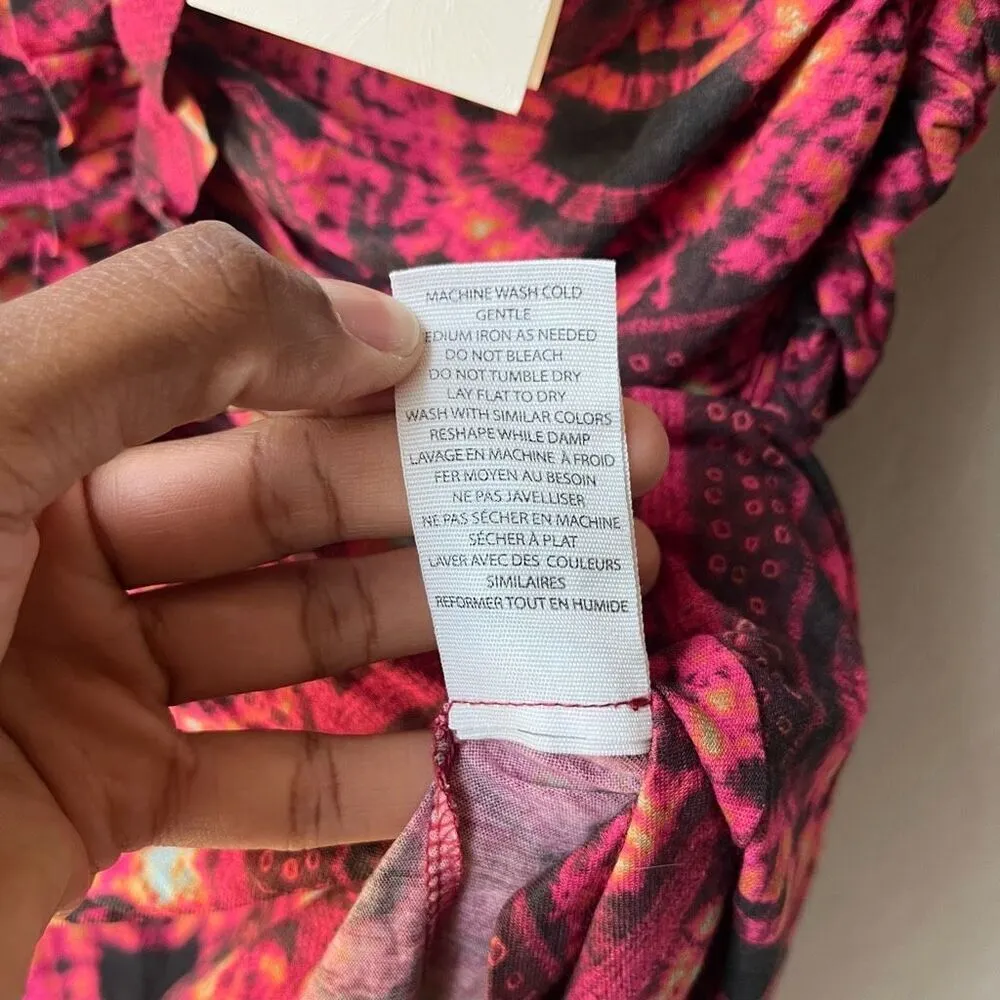 MACHINE WASH COLD
GENTLE
EDIUM IRON AS NEEDED
DO NOT BLEACH
DO NOT TUMBLE DRY
LAY FLAT TO DRY
WASH WITH SIMILAR COLORS
RESHAPE WHILE DAMP
LAVAGE EN MACHINE À FROID
FER MOYEN AU BESOIN
NE PAS JAVELLISER
NE PAS SÉCHER EN MACHINE
SÉCHER À PLAT
LAVER AVEC DES COULEURS
SIMILAIRES
REFORMER TOUT EN HUMIDE